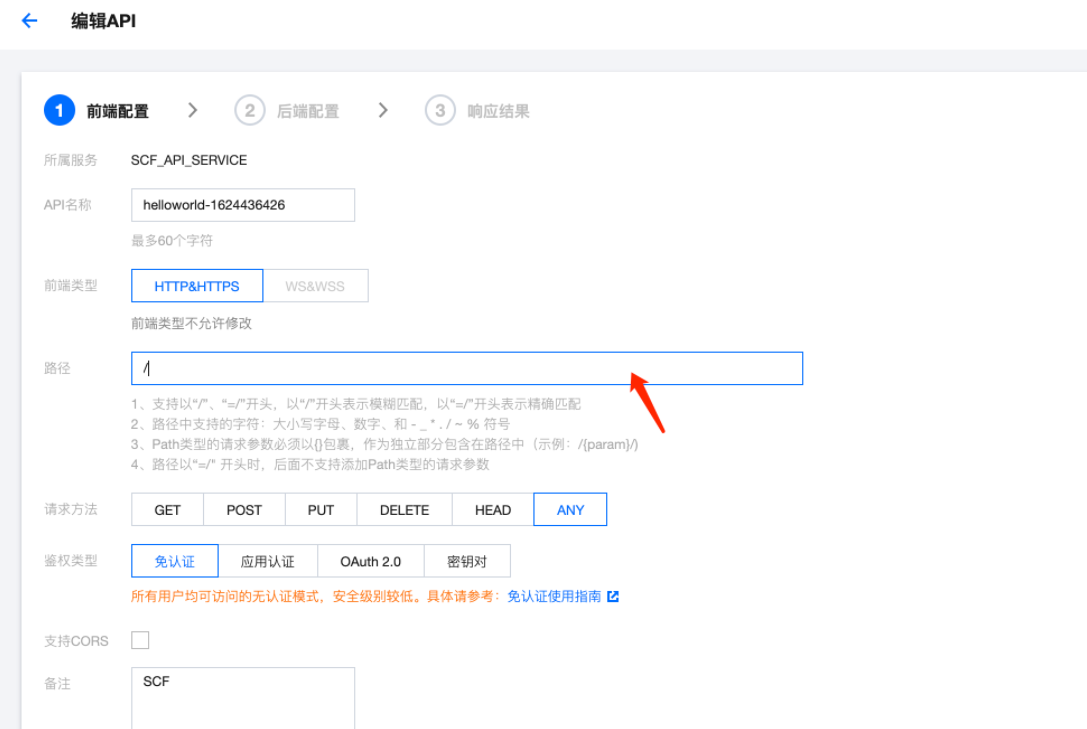 编辑API
1 前端配置 2 后端配置 3 响应结果
所属服务 SCF_API_SERVICE
API名称 helloworld-1624436426
最多60个字符
前端类型 HTTP&HTTPS WS&WSS
前端类型不允许修改
路径 /
1、支持以“/”、“=/”开头，以“/”开头表示模糊匹配，以“=/”开头表示精确匹配
2、路径中支持的字符：大小写字母、数字、和 - _ * . / ~ % 符号
3、Path类型的请求参数必须以{}包裹，作为独立部分包含在路径中（示例：/{param}/)
4、路径以“=/" 开头时，后面不支持添加Path类型的请求参数
请求方法 GET POST PUT DELETE HEAD ANY
鉴权类型 免认证 应用认证 OAuth 2.0 密钥对
所有用户均可访问的无认证模式，安全级别较低。具体请参考：免认证使用指南
支持CORS
备注 SCF